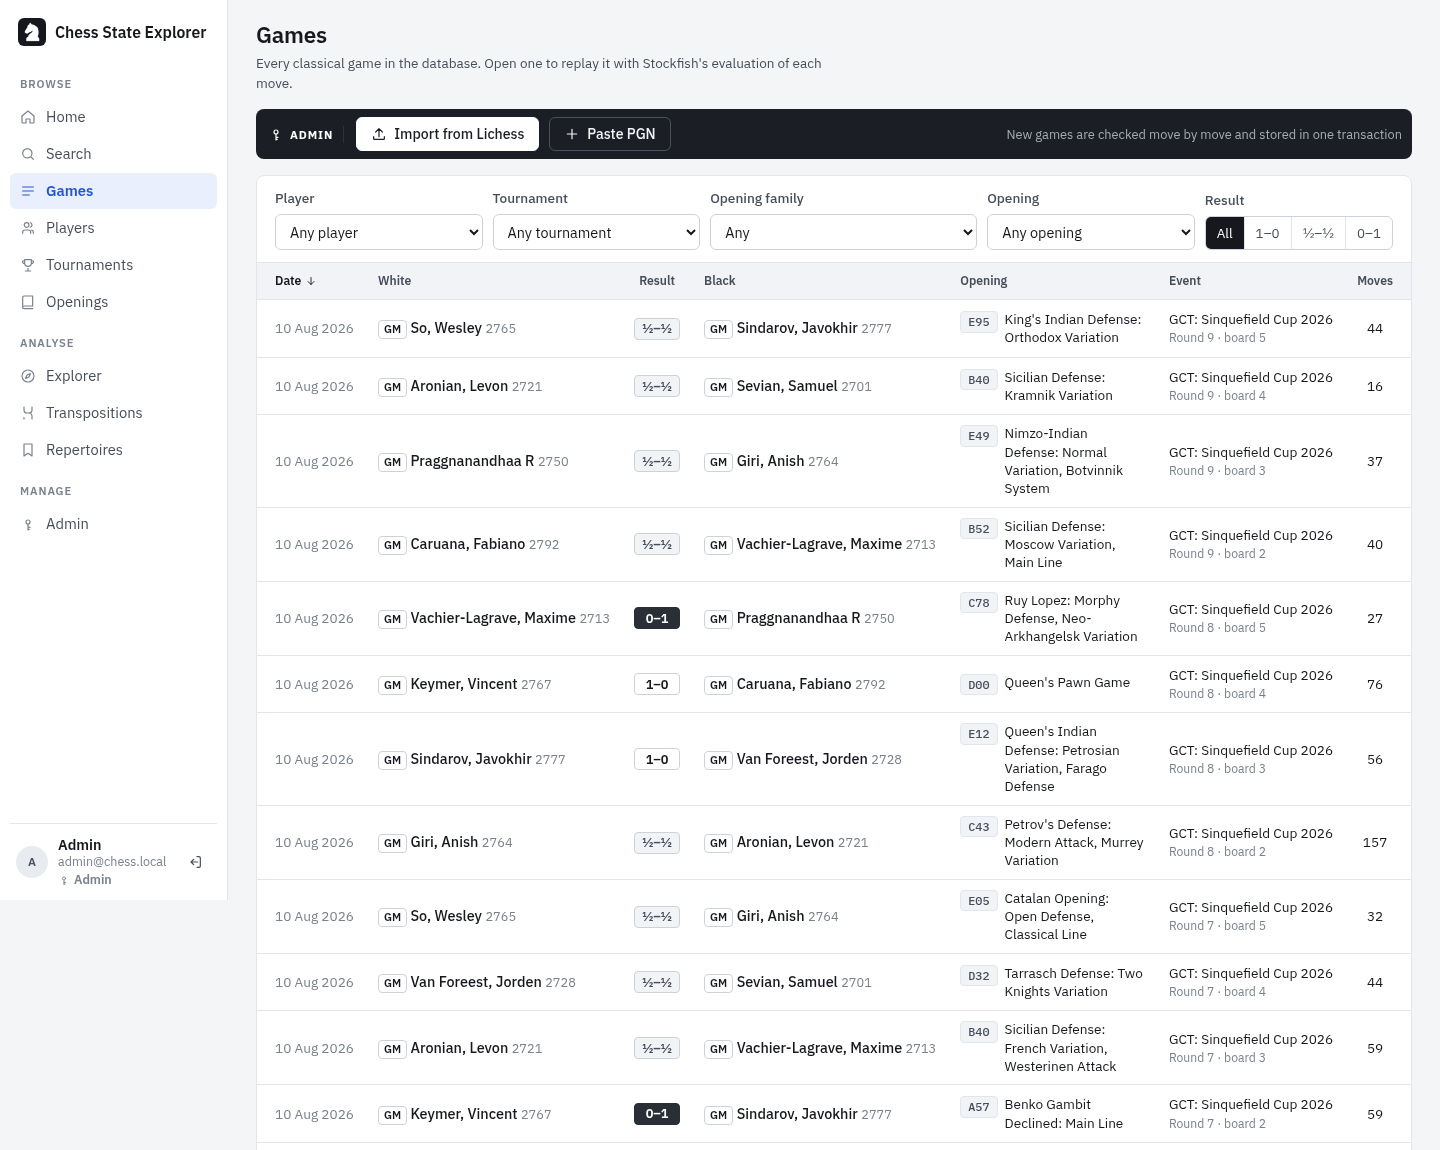 Chess State Explorer
BROWSE
Home
Search
Games
Players
Tournaments
Openings
ANALYSE
Explorer
Transpositions
Repertoires
MANAGE
Admin
A
Admin
admin@chess.local
Admin
Games
Every classical game in the database. Open one to replay it with Stockfish's evaluation of each
move.
ADMIN
Import from Lichess
Paste PGN
New games are checked move by move and stored in one transaction
Player
Tournament
Opening family
Opening
Result
Any player
Any tournament
Any
Any opening
All
1–0
½–½
0–1
Date ↓ White Result Black Opening Event Moves
10 Aug 2026 GM So, Wesley 2765 ½–½ GM Sindarov, Javokhir 2777 E95 King's Indian Defense: GCT: Sinquefield Cup 2026 44
Orthodox Variation Round 9 · board 5
10 Aug 2026 GM Aronian, Levon 2721 ½–½ GM Sevian, Samuel 2701 B40 Sicilian Defense: GCT: Sinquefield Cup 2026 16
Kramnik Variation Round 9 · board 4
10 Aug 2026 GM Praggnanandhaa R 2750 ½–½ GM Giri, Anish 2764 E49 Nimzo-Indian GCT: Sinquefield Cup 2026 37
Defense: Normal Round 9 · board 3
Variation, Botvinnik
System
10 Aug 2026 GM Caruana, Fabiano 2792 ½–½ GM Vachier-Lagrave, Maxime 2713 B52 Sicilian Defense: GCT: Sinquefield Cup 2026 40
Moscow Variation, Round 9 · board 2
Main Line
10 Aug 2026 GM Vachier-Lagrave, Maxime 2713 0–1 GM Praggnanandhaa R 2750 C78 Ruy Lopez: Morphy GCT: Sinquefield Cup 2026 27
Defense, Neo- Round 8 · board 5
Arkhangelsk Variation
10 Aug 2026 GM Keymer, Vincent 2767 1–0 GM Caruana, Fabiano 2792 D00 Queen's Pawn Game GCT: Sinquefield Cup 2026 76
Round 8 · board 4
10 Aug 2026 GM Sindarov, Javokhir 2777 1–0 GM Van Foreest, Jorden 2728 E12 Queen's Indian GCT: Sinquefield Cup 2026 56
Defense: Petrosian Round 8 · board 3
Variation, Farago
Defense
10 Aug 2026 GM Giri, Anish 2764 ½–½ GM Aronian, Levon 2721 C43 Petrov's Defense: GCT: Sinquefield Cup 2026 157
Modern Attack, Murrey Round 8 · board 2
Variation
10 Aug 2026 GM So, Wesley 2765 ½–½ GM Giri, Anish 2764 E05 Catalan Opening: GCT: Sinquefield Cup 2026 32
Open Defense, Round 7 · board 5
Classical Line
10 Aug 2026 GM Van Foreest, Jorden 2728 ½–½ GM Sevian, Samuel 2701 D32 Tarrasch Defense: Two GCT: Sinquefield Cup 2026 44
Knights Variation Round 7 · board 4
10 Aug 2026 GM Aronian, Levon 2721 ½–½ GM Vachier-Lagrave, Maxime 2713 B40 Sicilian Defense: GCT: Sinquefield Cup 2026 59
French Variation, Round 7 · board 3
Westerinen Attack
10 Aug 2026 GM Keymer, Vincent 2767 0–1 GM Sindarov, Javokhir 2777 A57 Benko Gambit GCT: Sinquefield Cup 2026 59
Declined: Main Line Round 7 · board 2